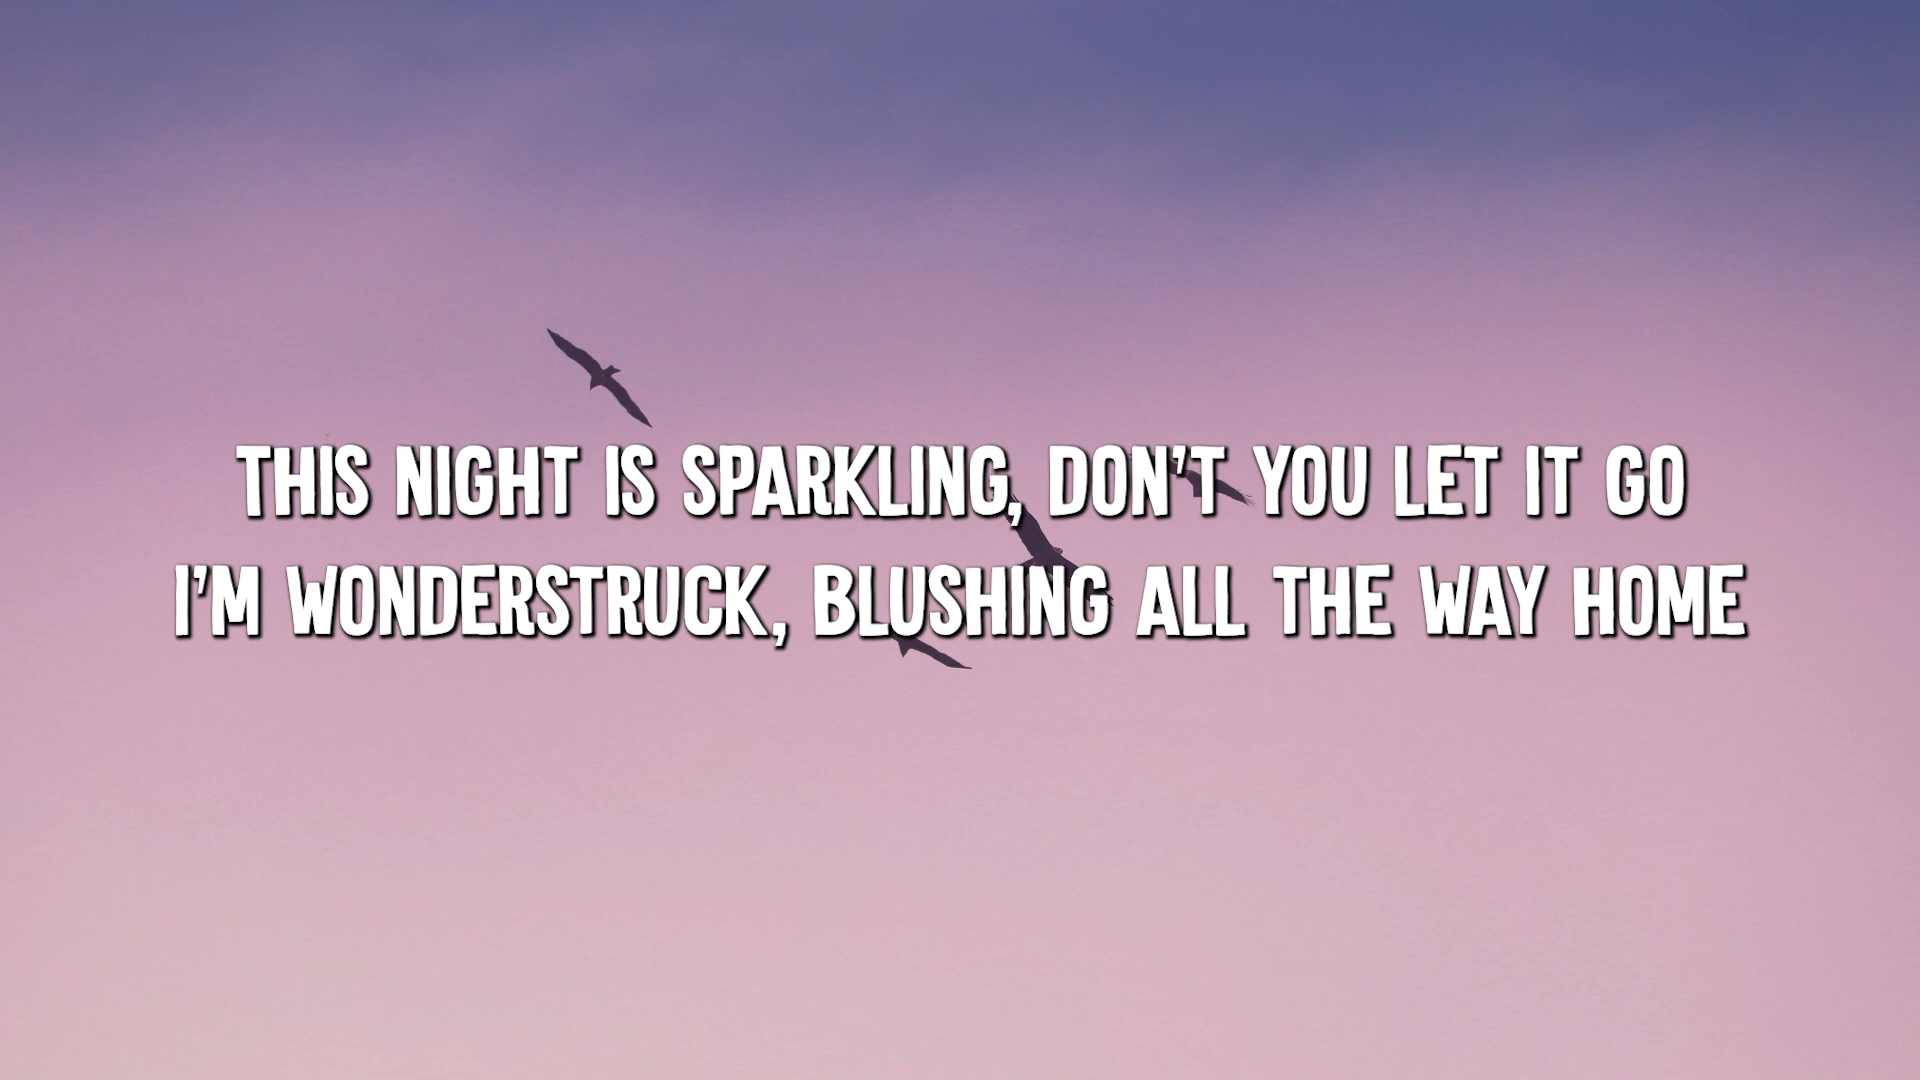 THIS NIGHT IS SPARKLING, DON'T YOU LET IT GO
I'M WONDERSTRUCK, BLUSHING ALL THE WAY HOME